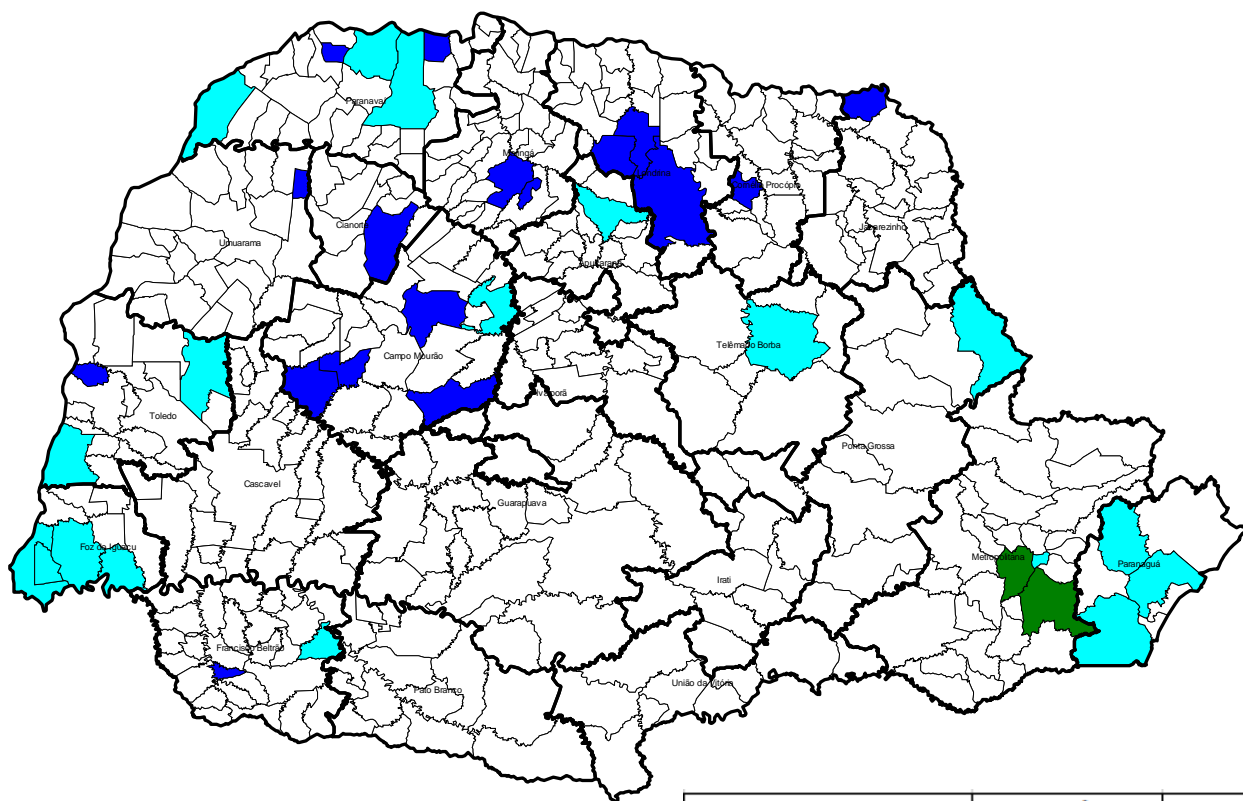 Paranavaí
Maringá
Londrina
Cornélio Procópio
Cianorte
Jacarezinho
Umuarama
Apucarana
Telêmaco Borba
Campo Mourão
Ivaiporã
Toledo
Ponta Grossa
Cascavel
Guarapuava
Foz do Iguaçu
Metropolitana
Paranaguá
Irati
Francisco Beltrão
União da Vitória
Pato Branco